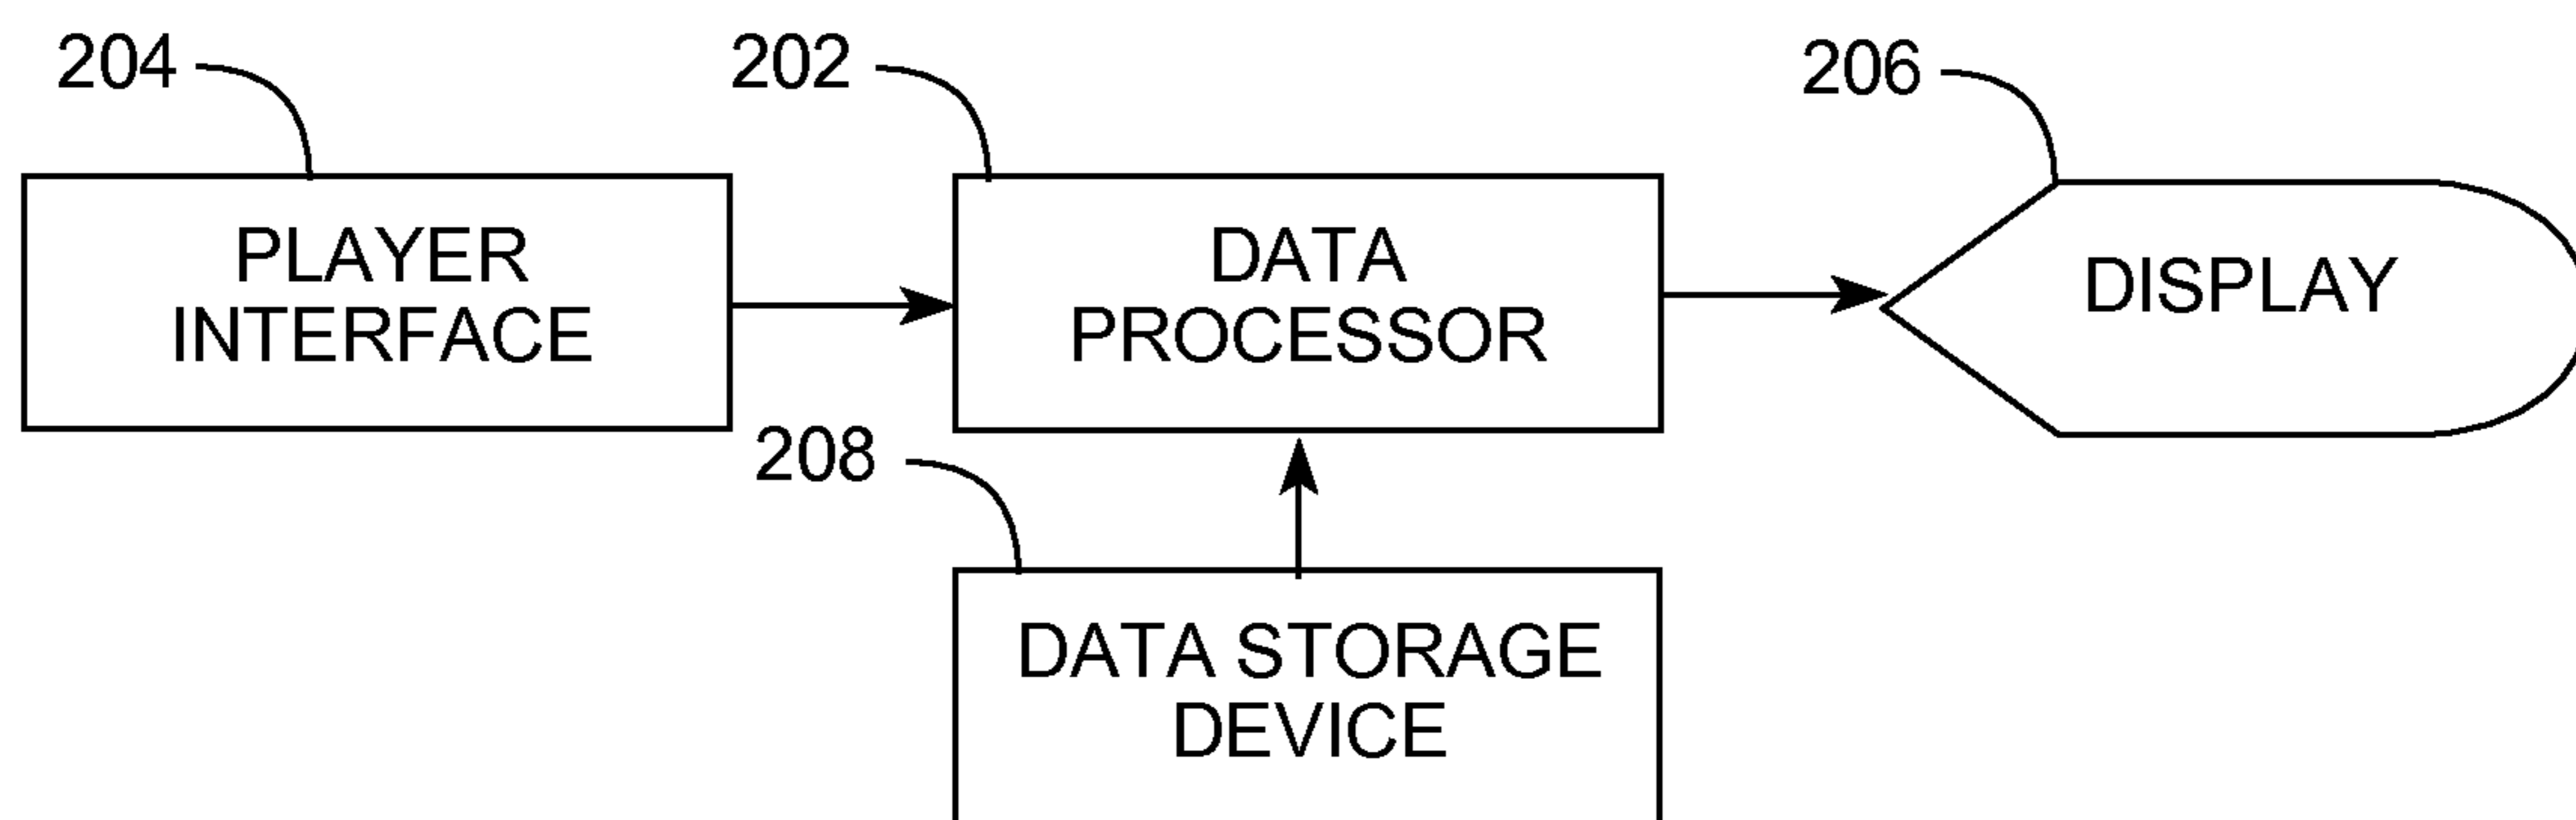 204
202
206
PLAYER
INTERFACE
DATA
PROCESSOR
DISPLAY
208
DATA STORAGE
DEVICE